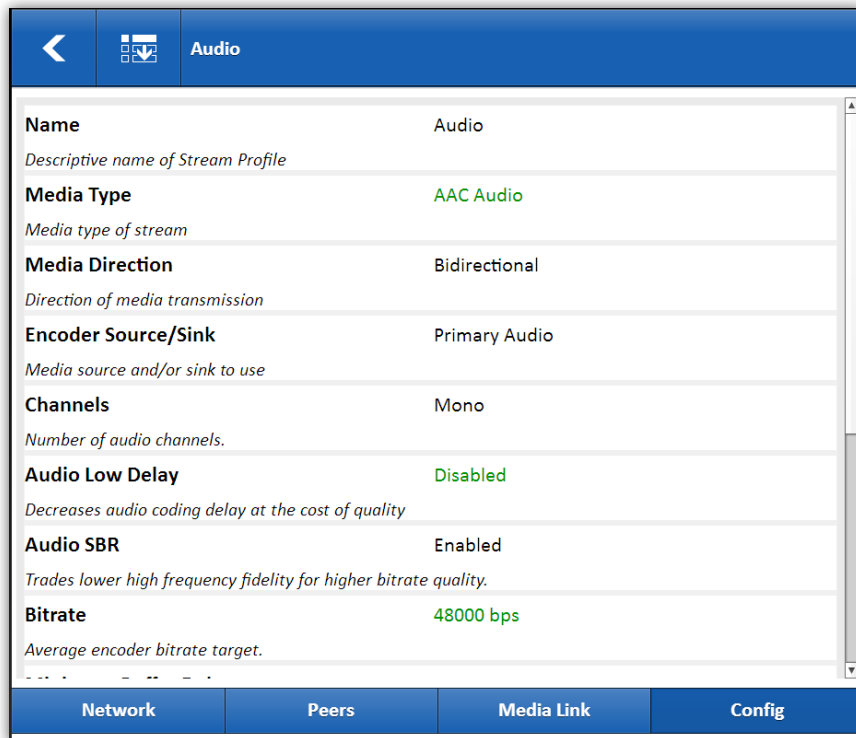 Audio
Name Audio
Descriptive name of Stream Profile
Media Type AAC Audio
Media type of stream
Media Direction Bidirectional
Direction of media transmission
Encoder Source/Sink Primary Audio
Media source and/or sink to use
Channels Mono
Number of audio channels.
Audio Low Delay Disabled
Decreases audio coding delay at the cost of quality
Audio SBR Enabled
Trades lower high frequency fidelity for higher bitrate quality.
Bitrate 48000 bps
Average encoder bitrate target.
Network Peers Media Link Config